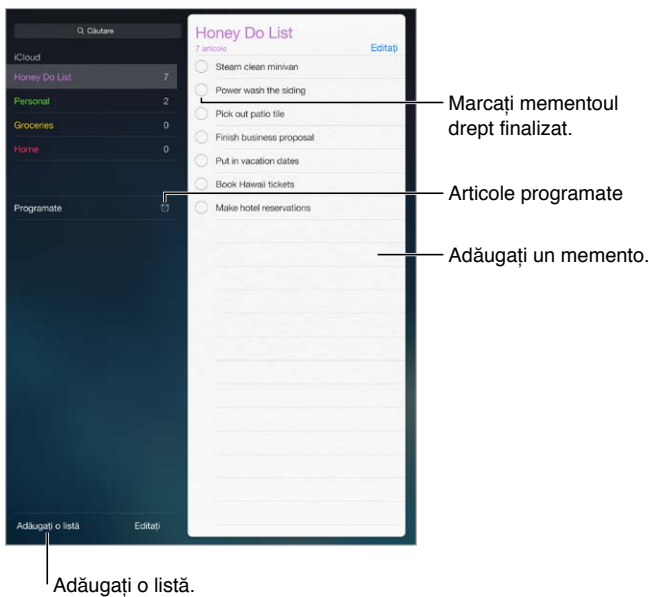 Căutare
iCloud
Honey Do List 7
Personal 2
Groceries 0
Home 0
Programate
Adăugați o listă Editați
Honey Do List
7 articole Editați
Steam clean minivan
Power wash the siding
Pick out patio tile
Finish business proposal
Put in vacation dates
Book Hawaii tickets
Make hotel reservations
Marcați mementoul
drept finalizat.
Articole programate
Adăugați un memento.
Adăugați o listă.